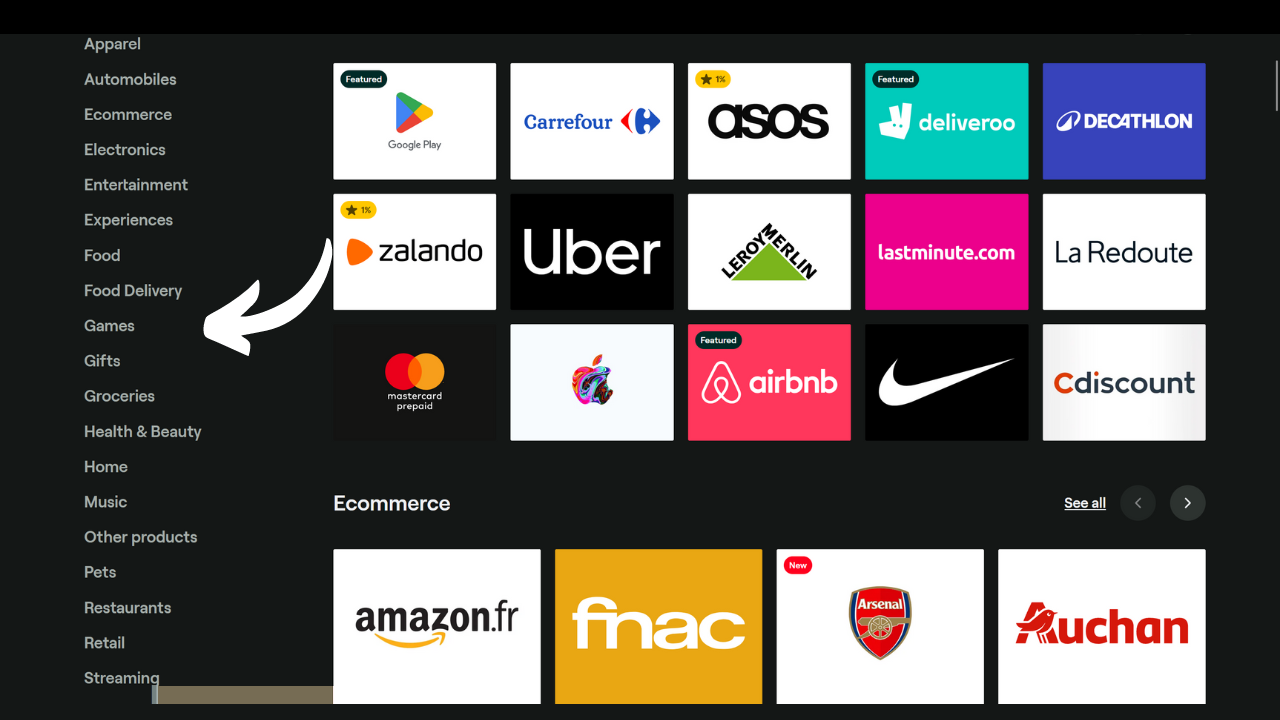 Apparel
Automobiles
Ecommerce
Electronics
Entertainment
Experiences
Food
Food Delivery
Games
Gifts
Groceries
Health & Beauty
Home
Music
Other products
Pets
Restaurants
Retail
Streaming
Featured
Google Play
Carrefour
1%
asos
Featured
deliveroo
DECATHLON
1%
zalando
Uber
LEROY MERLIN
lastminute.com
La Redoute
mastercard
prepaid
Featured
airbnb
Cdiscount
Ecommerce
See all
amazon.fr
fnac
New
Arsenal
Auchan